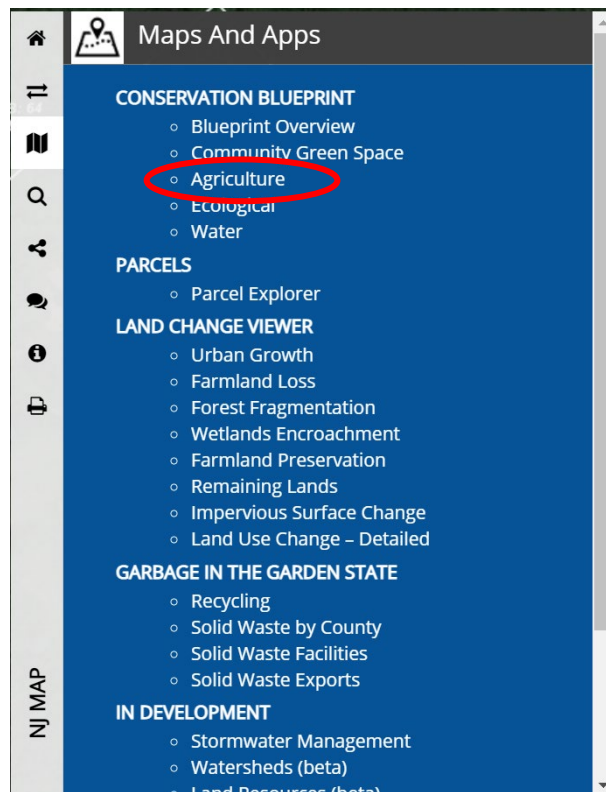 Maps And Apps
CONSERVATION BLUEPRINT
Blueprint Overview
Community Green Space
Agriculture
Ecological
Water
PARCELS
Parcel Explorer
LAND CHANGE VIEWER
Urban Growth
Farmland Loss
Forest Fragmentation
Wetlands Encroachment
Farmland Preservation
Remaining Lands
Impervious Surface Change
Land Use Change – Detailed
GARBAGE IN THE GARDEN STATE
Recycling
Solid Waste by County
Solid Waste Facilities
Solid Waste Exports
IN DEVELOPMENT
Stormwater Management
Watersheds (beta)
Land Resources (beta)
NJ MAP